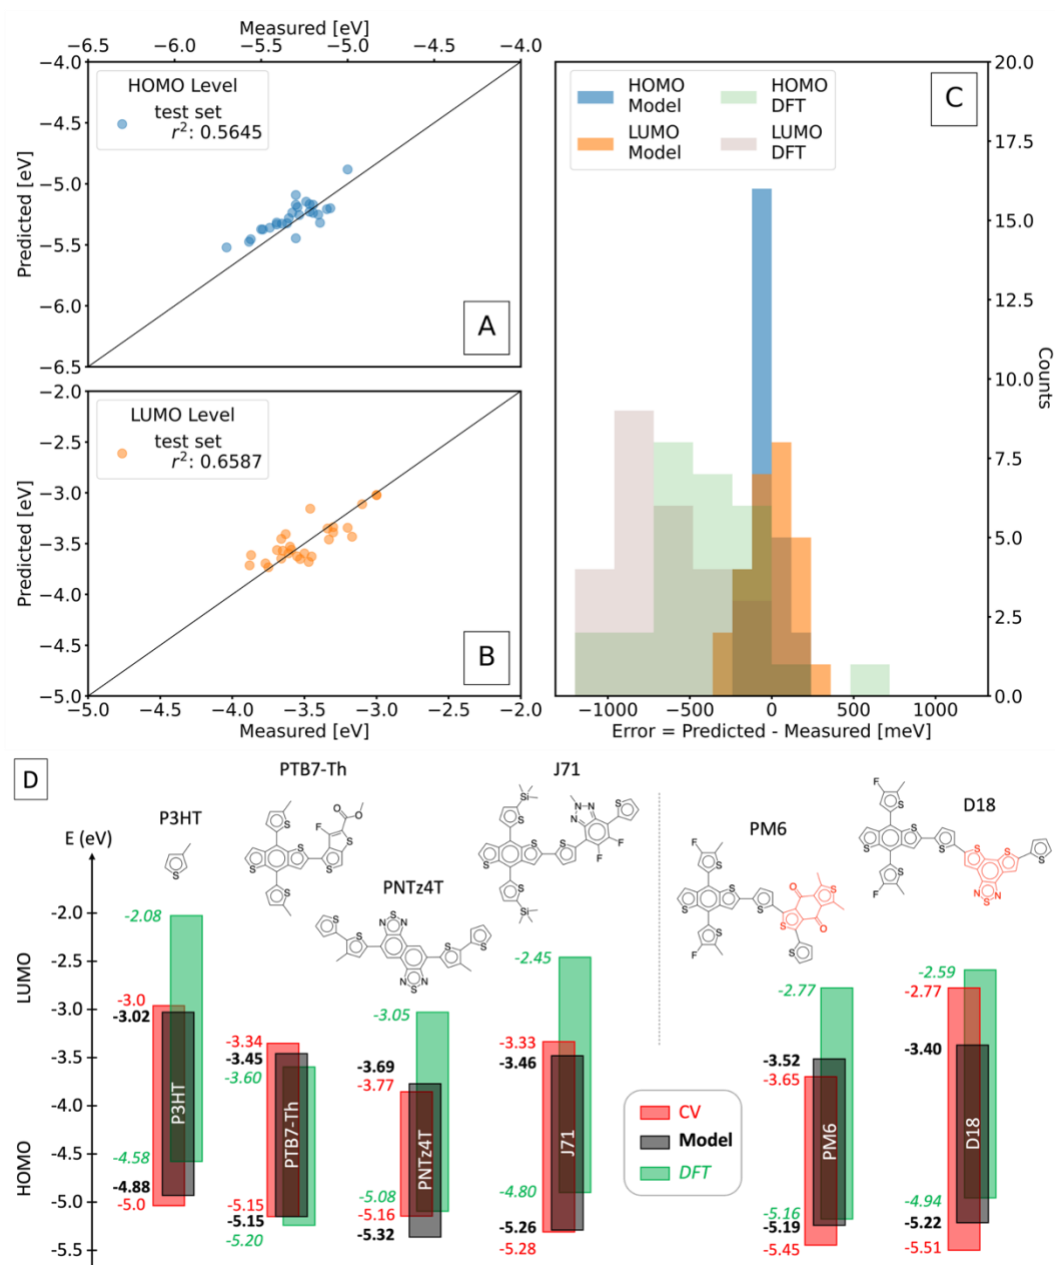 Measured [eV]
−6.5 −6.0 −5.5 −5.0 −4.5 −4.0
−4.0
−4.5
−5.0
−5.5
−6.0
−6.5
Predicted [eV]
HOMO Level
test set
r²: 0.5645
A
−2.0
−2.5
−3.0
−3.5
−4.0
−4.5
−5.0
Predicted [eV]
LUMO Level
test set
r²: 0.6587
B
−5.0 −4.0 −3.0 −2.0
Measured [eV]
HOMO Model
LUMO Model
HOMO DFT
LUMO DFT
C
20.0
17.5
15.0
12.5
10.0
7.5
5.0
2.5
0.0
Counts
−1000 −500 0 500 1000
Error = Predicted - Measured [meV]
D
E (eV)
-2.0
-2.5
-3.0
-3.5
-4.0
-4.5
-5.0
-5.5
LUMO
HOMO
P3HT
S
-2.08
-3.0
-3.02
P3HT
-4.58
-4.88
-5.0
PTB7-Th
S
F
O
O
S
S
S
S
S
-3.34
-3.45
-3.60
PTB7-Th
-5.15
-5.15
-5.20
PNTz4T
S
S
N S N
N S N
S
S
-3.05
-3.69
-3.77
PNTz4T
-5.08
-5.16
-5.32
J71
Si
S
N N
N
S
S
S
S
F
F
S
Si
-2.45
-3.33
-3.46
J71
-4.80
-5.26
-5.28
PM6
F
S
S
S
S
O
S
S
O
S
F
S
-2.77
-3.52
-3.65
PM6
-5.16
-5.19
-5.45
D18
F
S
S
S
S
S
S
S
S
F
N N
S
-2.59
-2.77
-3.40
D18
-4.94
-5.22
-5.51
CV
Model
DFT